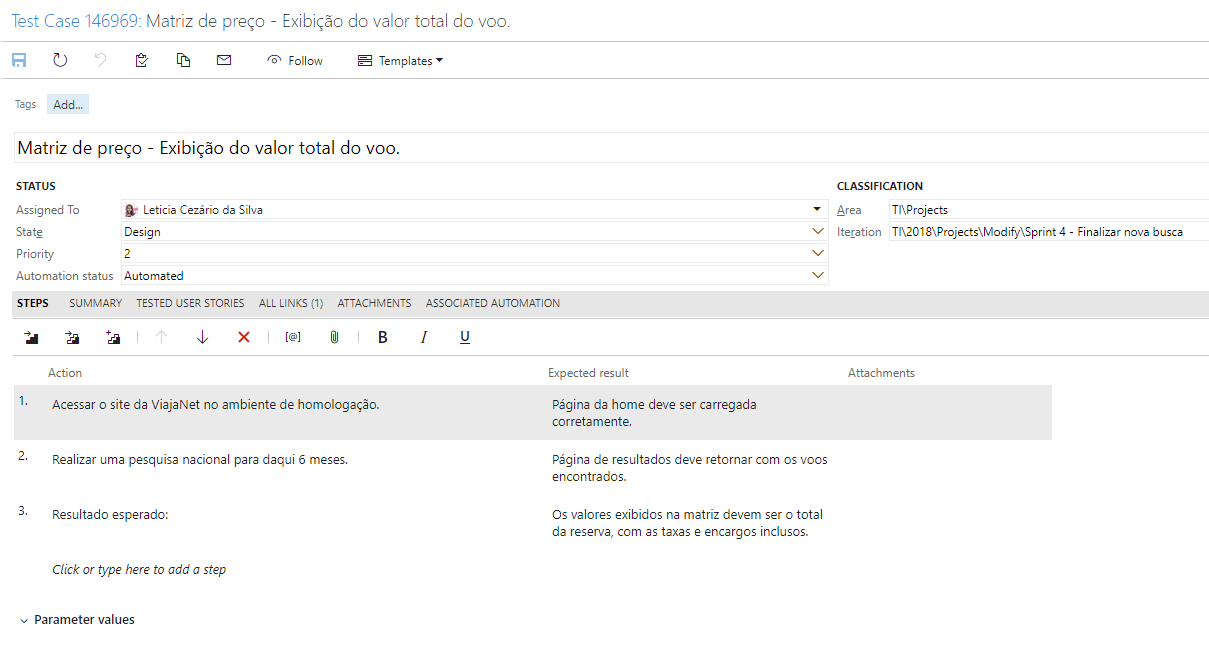 Test Case 146969: Matriz de preço - Exibição do valor total do voo.
Follow Templates
Tags Add...
Matriz de preço - Exibição do valor total do voo.
STATUS CLASSIFICATION
Assigned To Leticia Cezário da Silva Area TI\Projects
State Design Iteration TI\2018\Projects\Modify\Sprint 4 - Finalizar nova busca
Priority 2
Automation status Automated
STEPS SUMMARY TESTED USER STORIES ALL LINKS (1) ATTACHMENTS ASSOCIATED AUTOMATION
[@] B I U
Action Expected result Attachments
1. Acessar o site da ViajaNet no ambiente de homologação. Página da home deve ser carregada
corretamente.
2. Realizar uma pesquisa nacional para daqui 6 meses. Página de resultados deve retornar com os voos
encontrados.
3. Resultado esperado: Os valores exibidos na matriz devem ser o total
da reserva, com as taxas e encargos inclusos.
Click or type here to add a step
Parameter values